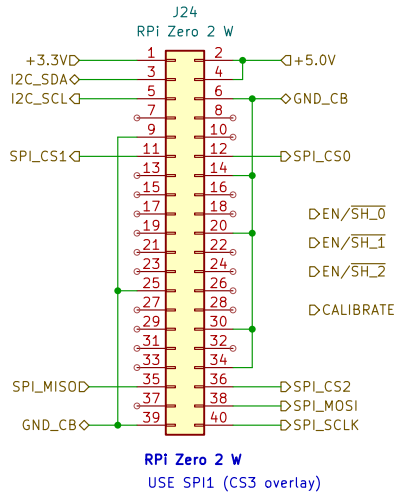 J24
RPi Zero 2 W
+3.3V 1 2 +5.0V
I2C_SDA 3 4
I2C_SCL 5 6 GND_CB
7 8
9 10
SPI_CS1 11 12 SPI_CS0
13 14
15 16
17 18 EN/SH_0
19 20
21 22 EN/SH_1
23 24 EN/SH_2
25 26
27 28 CALIBRATE
29 30
31 32
33 34
SPI_MISO 35 36 SPI_CS2
37 38 SPI_MOSI
GND_CB 39 40 SPI_SCLK
RPi Zero 2 W
USE SPI1 (CS3 overlay)